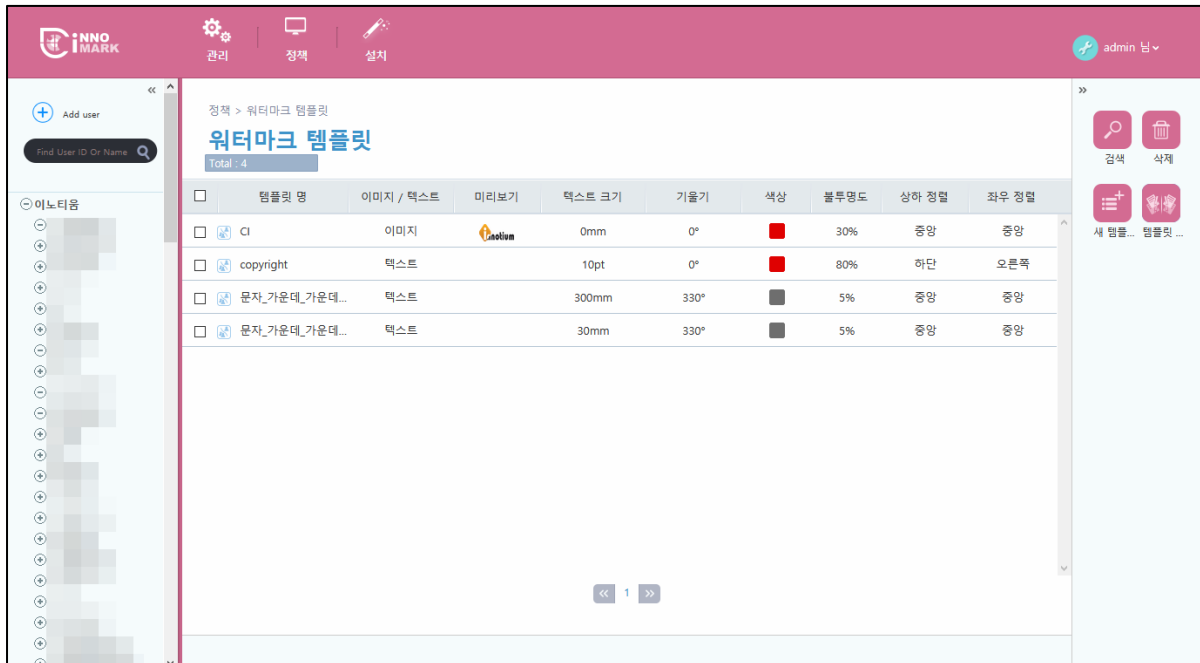 INNO
MARK
관리
정책
설치
admin 님
Add user
Find User ID Or Name
이노티움
정책 > 워터마크 템플릿
워터마크 템플릿
Total : 4
템플릿 명 이미지 / 텍스트 미리보기 텍스트 크기 기울기 색상 불투명도 상하 정렬 좌우 정렬
CI 이미지 inotium 0mm 0° 30% 중앙 중앙
copyright 텍스트 10pt 0° 80% 하단 오른쪽
문자_가운데_가운데... 텍스트 300mm 330° 5% 중앙 중앙
문자_가운데_가운데... 텍스트 30mm 330° 5% 중앙 중앙
« 1 »
검색 삭제
새 템플... 템플릿 ...